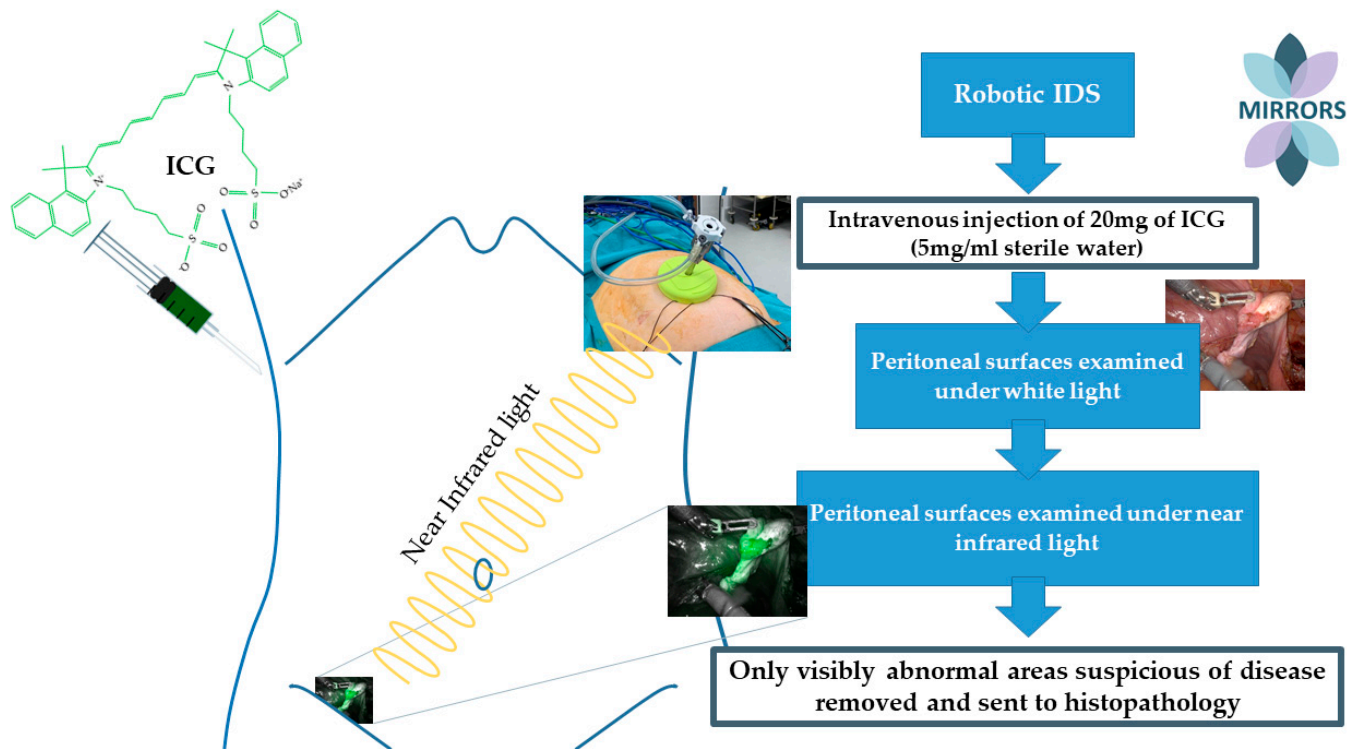 ICG
N⁺
N⁺
O
S
O⁻Na⁺
O
O
S
O
O⁻
Near Infrared light
Robotic IDS
MIRRORS
Intravenous injection of 20mg of ICG
(5mg/ml sterile water)
Peritoneal surfaces examined
under white light
Peritoneal surfaces examined under near
infrared light
Only visibly abnormal areas suspicious of disease
removed and sent to histopathology